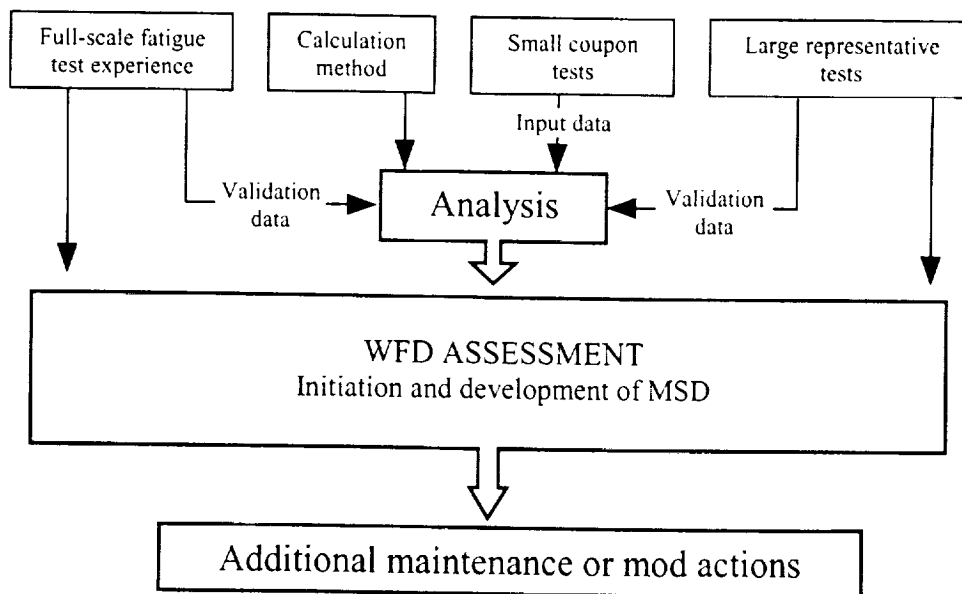 Full-scale fatigue
test experience
Calculation
method
Small coupon
tests
Large representative
tests
Input data
Validation
data
Analysis
Validation
data
WFD ASSESSMENT
Initiation and development of MSD
Additional maintenance or mod actions